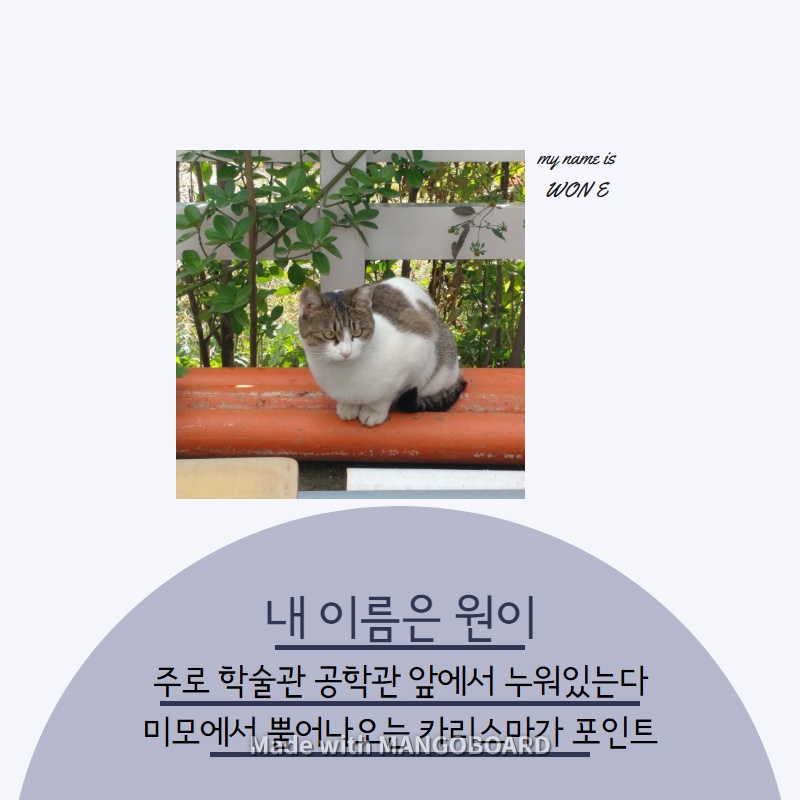 my name is
WON E
내 이름은 원이
주로 학술관 공학관 앞에서 누워있는다
미모에서 뿜어나오는 카리스마가 포인트
Made with MANGOBOARD